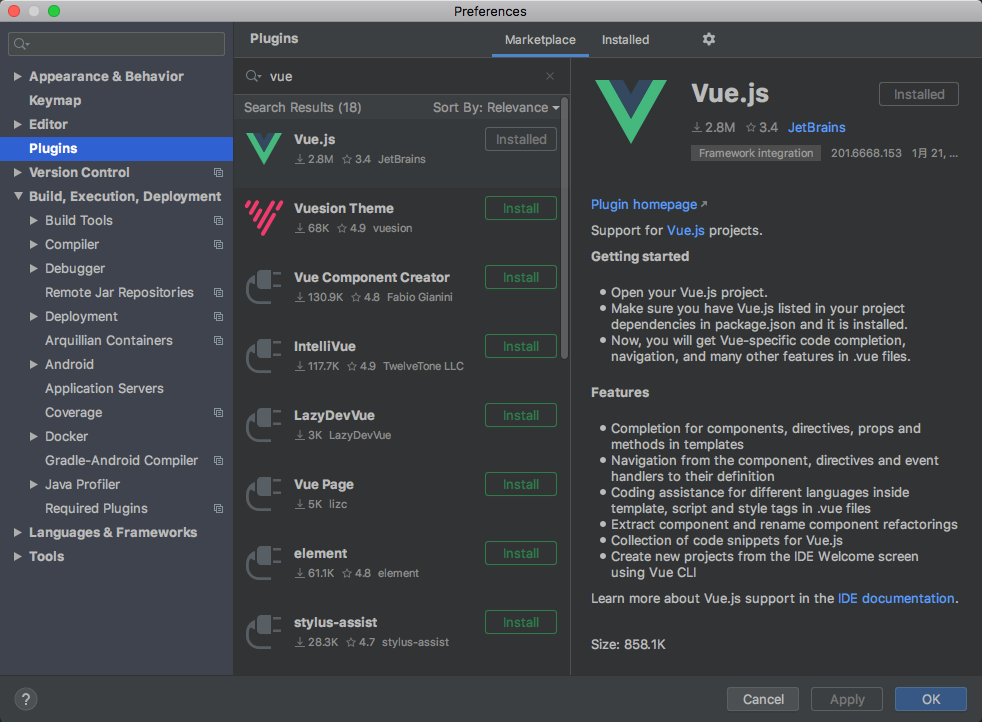 Preferences
Appearance & Behavior
Keymap
Editor
Plugins
Version Control
Build, Execution, Deployment
Build Tools
Compiler
Debugger
Remote Jar Repositories
Deployment
Arquillian Containers
Android
Application Servers
Coverage
Docker
Gradle-Android Compiler
Java Profiler
Required Plugins
Languages & Frameworks
Tools
Plugins
Marketplace
Installed
vue
Search Results (18)
Sort By: Relevance
Vue.js
Installed
2.8M 3.4 JetBrains
Vuesion Theme
Install
68K 4.9 vuesion
Vue Component Creator
Install
130.9K 4.8 Fabio Gianini
IntelliVue
Install
117.7K 4.9 TwelveTone LLC
LazyDevVue
Install
3K LazyDevVue
Vue Page
Install
5K lizc
element
Install
61.1K 4.8 element
stylus-assist
Install
28.3K 4.7 stylus-assist
Vue.js
Installed
2.8M 3.4 JetBrains
Framework integration 201.6668.153 1月 21, ...
Plugin homepage
Support for Vue.js projects.
Getting started
Open your Vue.js project.
Make sure you have Vue.js listed in your project
dependencies in package.json and it is installed.
Now, you will get Vue-specific code completion,
navigation, and many other features in .vue files.
Features
Completion for components, directives, props and
methods in templates
Navigation from the component, directives and event
handlers to their definition
Coding assistance for different languages inside
template, script and style tags in .vue files
Extract component and rename component refactorings
Collection of code snippets for Vue.js
Create new projects from the IDE Welcome screen
using Vue CLI
Learn more about Vue.js support in the IDE documentation.
Size: 858.1K
?
Cancel
Apply
OK